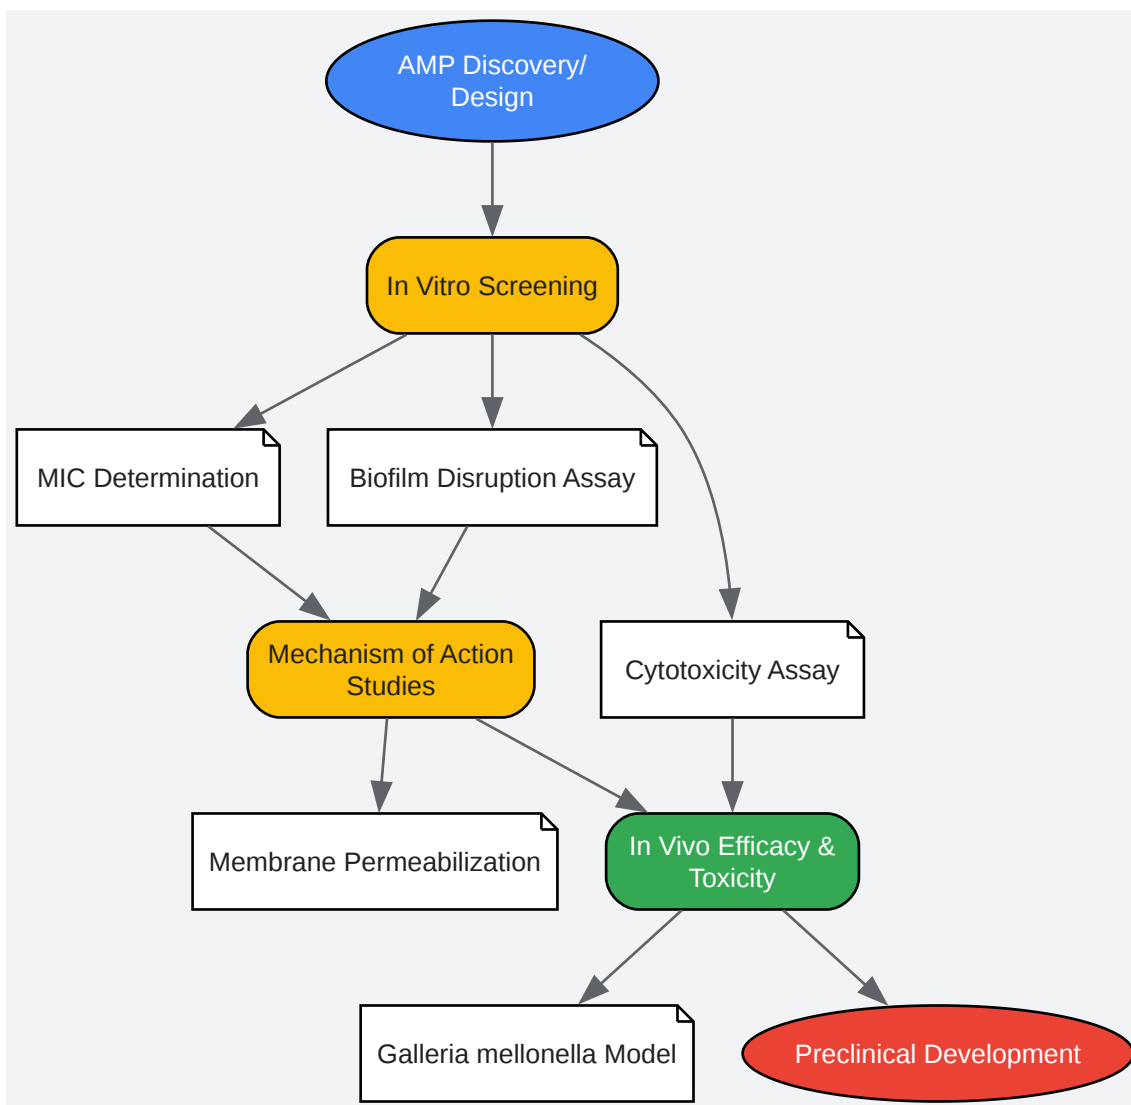 AMP Discovery/
Design
In Vitro Screening
MIC Determination
Biofilm Disruption Assay
Mechanism of Action
Studies
Cytotoxicity Assay
Membrane Permeabilization
In Vivo Efficacy &
Toxicity
Galleria mellonella Model
Preclinical Development